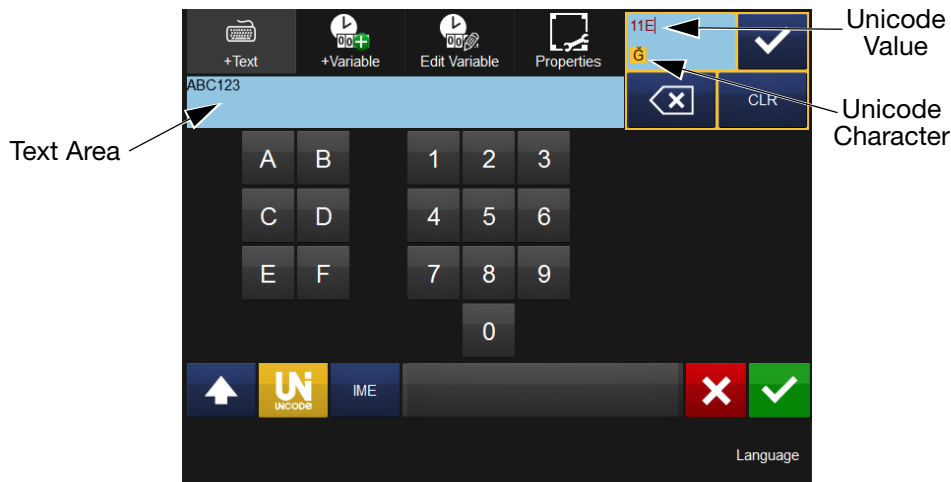 Unicode
Value
11E
Ğ
+Text
+Variable
Edit Variable
Properties
ABC123
CLR
Unicode
Character
Text Area
A B 1 2 3
C D 4 5 6
E F 7 8 9
0
UNi
UNiCODe
IME
Language